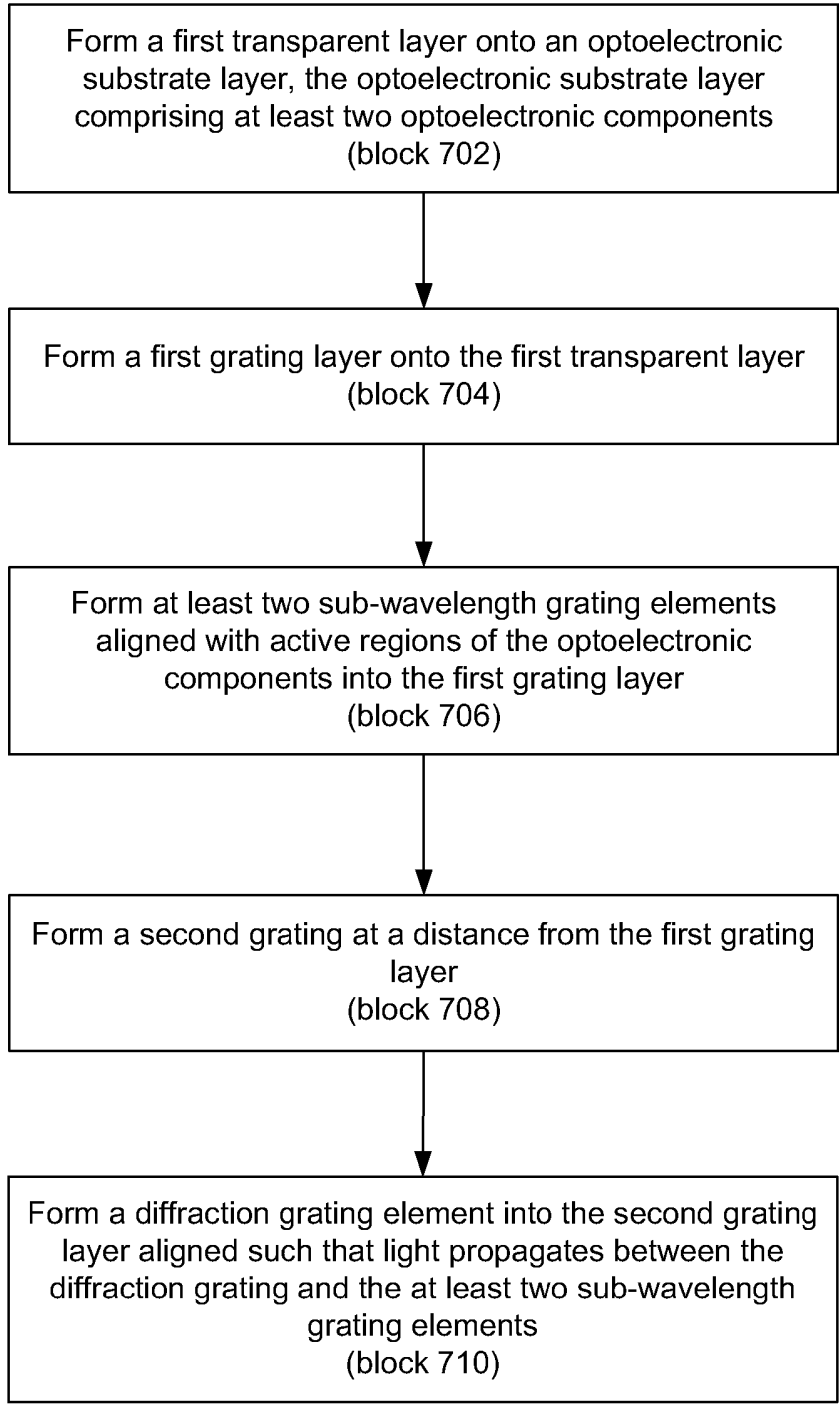 Form a first transparent layer onto an optoelectronic
substrate layer, the optoelectronic substrate layer
comprising at least two optoelectronic components
(block 702)
Form a first grating layer onto the first transparent layer
(block 704)
Form at least two sub-wavelength grating elements
aligned with active regions of the optoelectronic
components into the first grating layer
(block 706)
Form a second grating at a distance from the first grating
layer
(block 708)
Form a diffraction grating element into the second grating
layer aligned such that light propagates between the
diffraction grating and the at least two sub-wavelength
grating elements
(block 710)